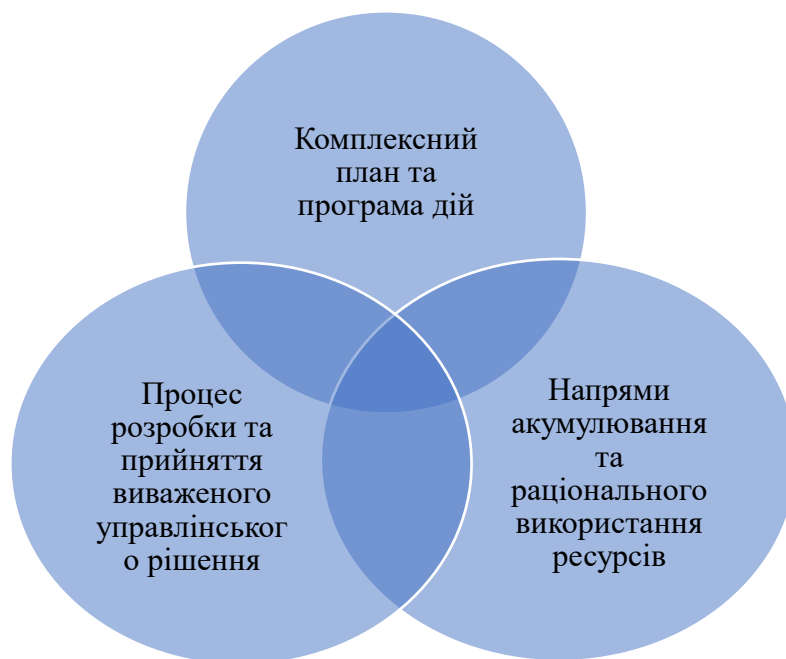 Комплексний
план та
програма дій
Процес
розробки та
прийняття
виваженого
управлінськог
о рішення
Напрями
акумулювання
та
раціонального
використання
ресурсів